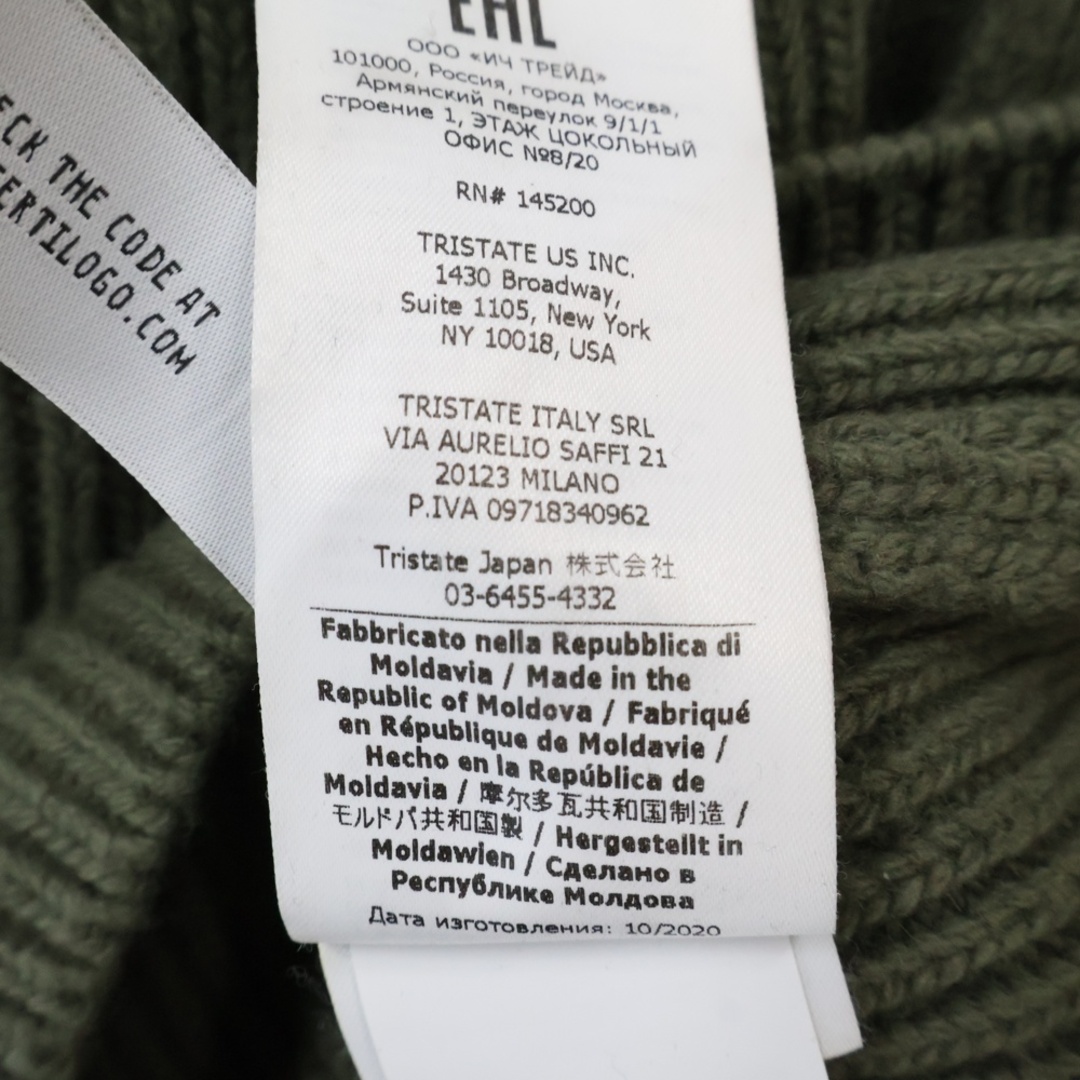 ECK THE CODE AT
ERTILOGO.COM
EAC
ООО «ИЧ ТРЕЙД»
101000, Россия, город Москва,
Армянский переулок 9/1/1
строение 1, ЭТАЖ ЦОКОЛЬНЫЙ
ОФИС №8/20
RN# 145200
TRISTATE US INC.
1430 Broadway,
Suite 1105, New York
NY 10018, USA
TRISTATE ITALY SRL
VIA AURELIO SAFFI 21
20123 MILANO
P.IVA 09718340962
Tristate Japan 株式会社
03-6455-4332
Fabbricato nella Repubblica di
Moldavia / Made in the
Republic of Moldova / Fabriqué
en République de Moldavie /
Hecho en la República de
Moldavia / 摩尔多瓦共和国制造 /
モルドバ共和国製 / Hergestellt in
Moldawien / Сделано в
Республике Молдова
Дата изготовления: 10/2020